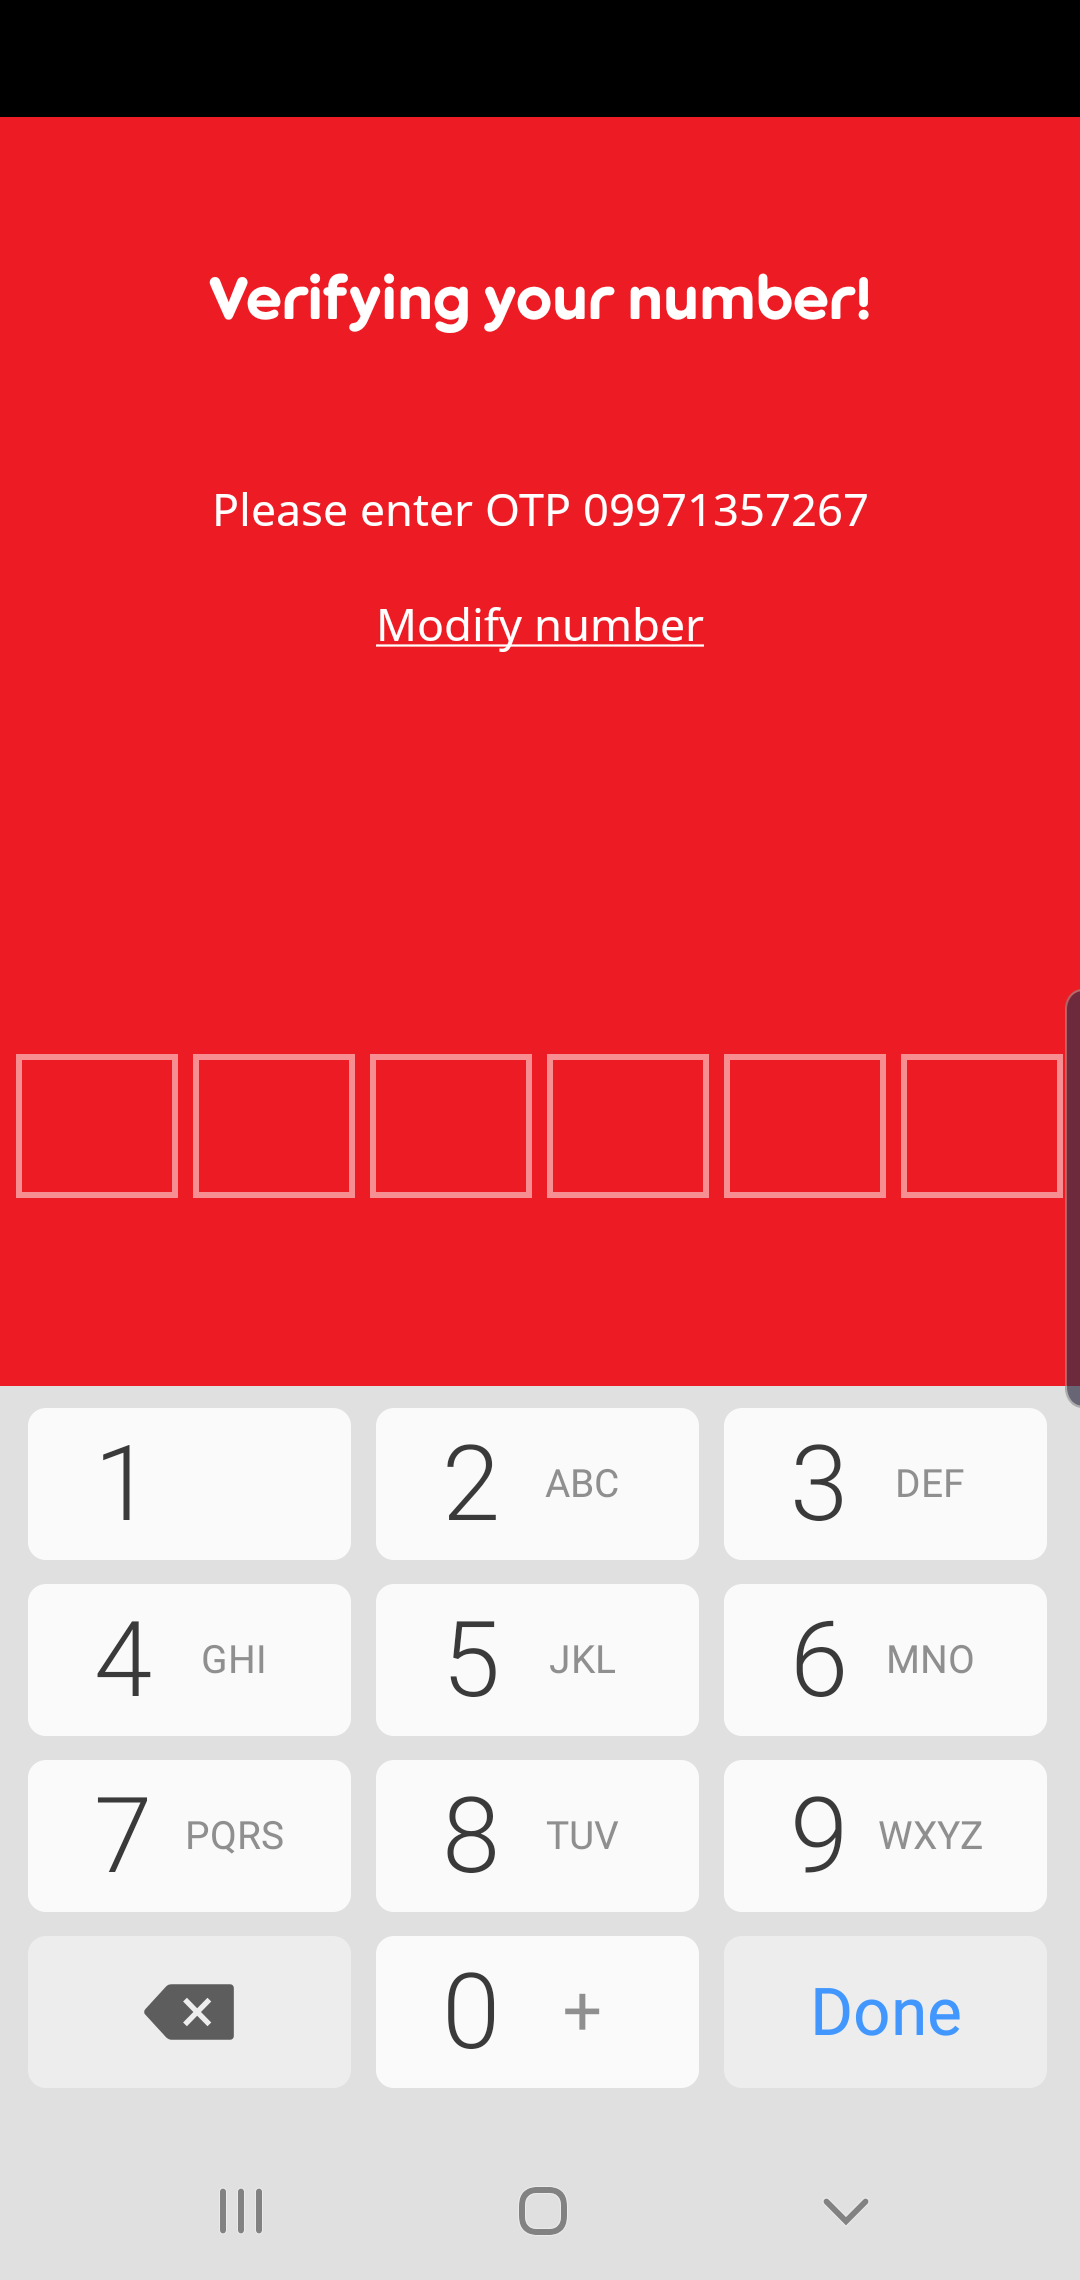 Verifying your number!
Please enter OTP 09971357267
Modify number
1
2 ABC
3 DEF
4 GHI
5 JKL
6 MNO
7 PQRS
8 TUV
9 WXYZ
0 +
Done